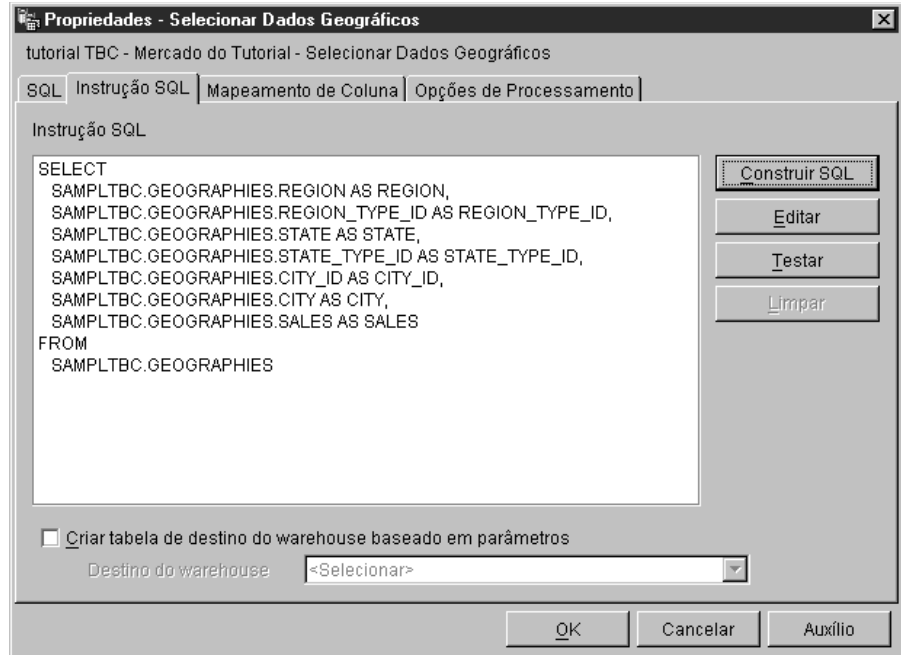 Propriedades - Selecionar Dados Geográficos
tutorial TBC - Mercado do Tutorial - Selecionar Dados Geográficos
SQL Instrução SQL Mapeamento de Coluna Opções de Processamento
Instrução SQL
SELECT
SAMPLTBC.GEOGRAPHIES.REGION AS REGION,
SAMPLTBC.GEOGRAPHIES.REGION_TYPE_ID AS REGION_TYPE_ID,
SAMPLTBC.GEOGRAPHIES.STATE AS STATE,
SAMPLTBC.GEOGRAPHIES.STATE_TYPE_ID AS STATE_TYPE_ID,
SAMPLTBC.GEOGRAPHIES.CITY_ID AS CITY_ID,
SAMPLTBC.GEOGRAPHIES.CITY AS CITY,
SAMPLTBC.GEOGRAPHIES.SALES AS SALES
FROM
SAMPLTBC.GEOGRAPHIES
Construir SQL
Editar
Testar
Limpar
Criar tabela de destino do warehouse baseado em parâmetros
Destino do warehouse <Selecionar>
OK Cancelar Auxílio